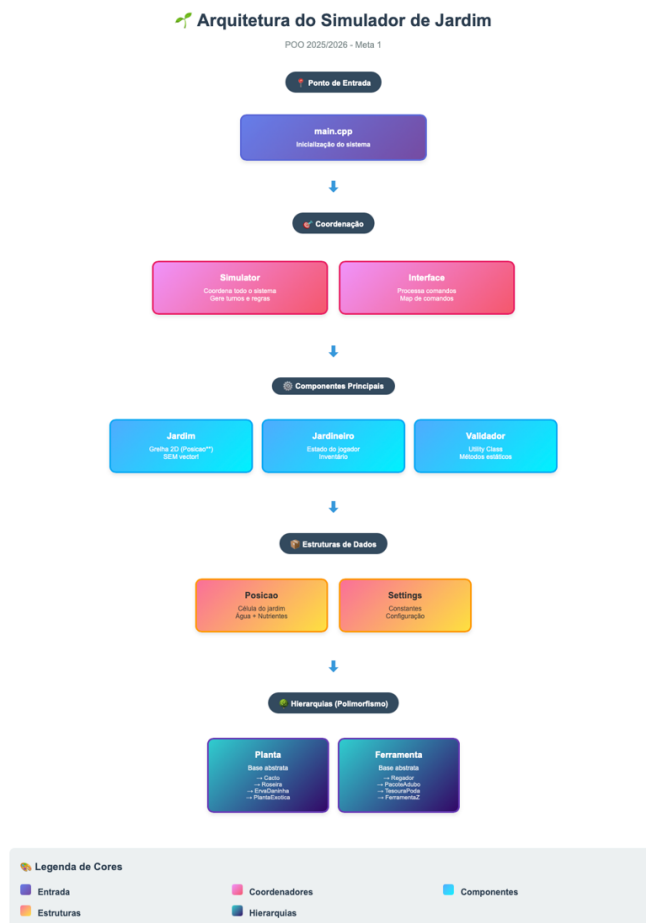 Arquitetura do Simulador de Jardim
POO 2025/2026 - Meta 1
Ponto de Entrada
main.cpp
Inicialização do sistema
Coordenação
Simulator
Coordena todo o sistema
Gere turnos e regras
Interface
Processa comandos
Map de comandos
Componentes Principais
Jardim
Grelha 2D (Posicao**)
SEM vector!
Jardineiro
Estado do jogador
Inventário
Validador
Utility Class
Métodos estáticos
Estruturas de Dados
Posicao
Célula do jardim
Água + Nutrientes
Settings
Constantes
Configuração
Hierarquias (Polimorfismo)
Planta
Base abstrata
→ Cacto
→ Roseira
→ ErvaDaninha
→ PlantaExotica
Ferramenta
Base abstrata
→ Regador
→ PacoteAdubo
→ TesouraPoda
→ FerramentaZ
Legenda de Cores
Entrada
Coordenadores
Componentes
Estruturas
Hierarquias